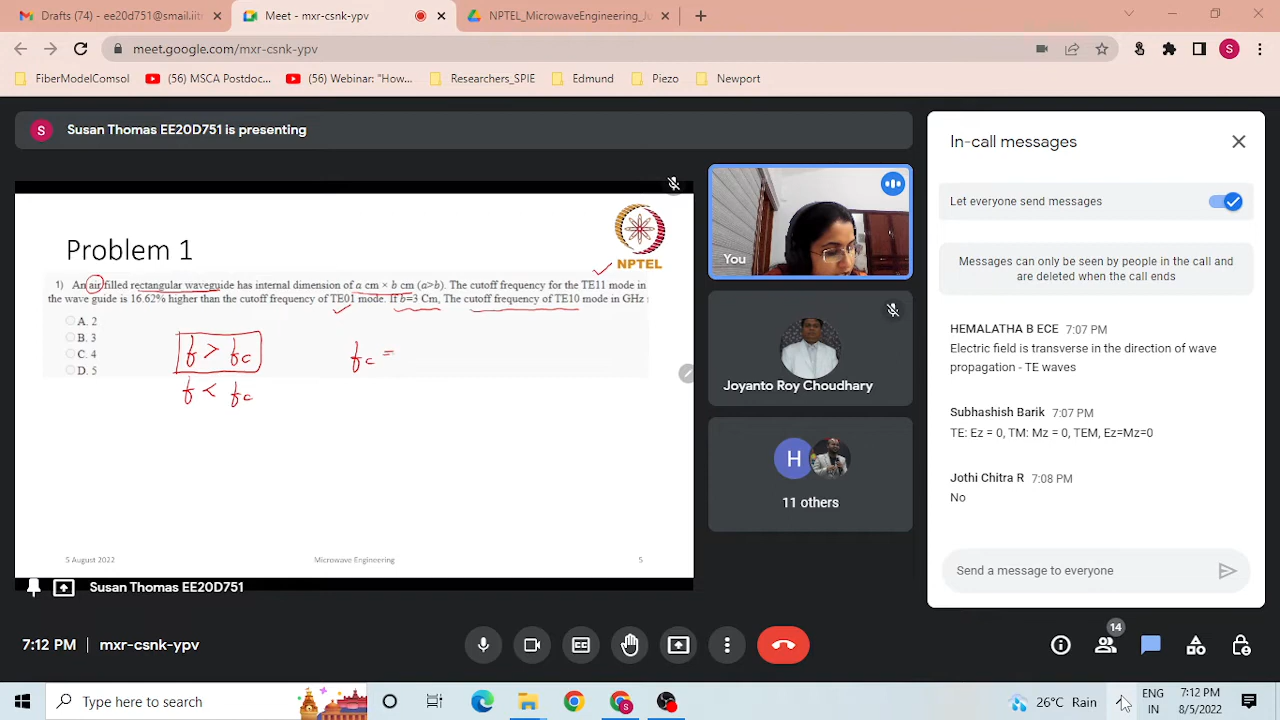 Drafts (74) - ee20d751@smail.iit
Meet - mxr-csnk-ypv
NPTEL_MicrowaveEngineering_J
meet.google.com/mxr-csnk-ypv
S
FiberModelComsol
(56) MSCA Postdoc...
(56) Webinar: "How...
Researchers_SPIE
Edmund
Piezo
Newport
S
Susan Thomas EE20D751 is presenting
NPTEL
Problem 1
1) An air filled rectangular waveguide has internal dimension of a cm × b cm (a>b). The cutoff frequency for the TE11 mode in
the wave guide is 16.62% higher than the cutoff frequency of TE01 mode. If b=3 Cm, The cutoff frequency of TE10 mode in GHz
A. 2
B. 3
C. 4
D. 5
f > fc
f < fc
fc =
5 August 2022
Microwave Engineering
5
Susan Thomas EE20D751
You
Joyanto Roy Choudhary
H
11 others
In-call messages
Let everyone send messages
Messages can only be seen by people in the call and
are deleted when the call ends
HEMALATHA B ECE 7:07 PM
Electric field is transverse in the direction of wave
propagation - TE waves
Subhashish Barik 7:07 PM
TE: Ez = 0, TM: Mz = 0, TEM, Ez=Mz=0
Jothi Chitra R 7:08 PM
No
Send a message to everyone
7:12 PM | mxr-csnk-ypv
14
Type here to search
26°C Rain
ENG
IN
7:12 PM
8/5/2022